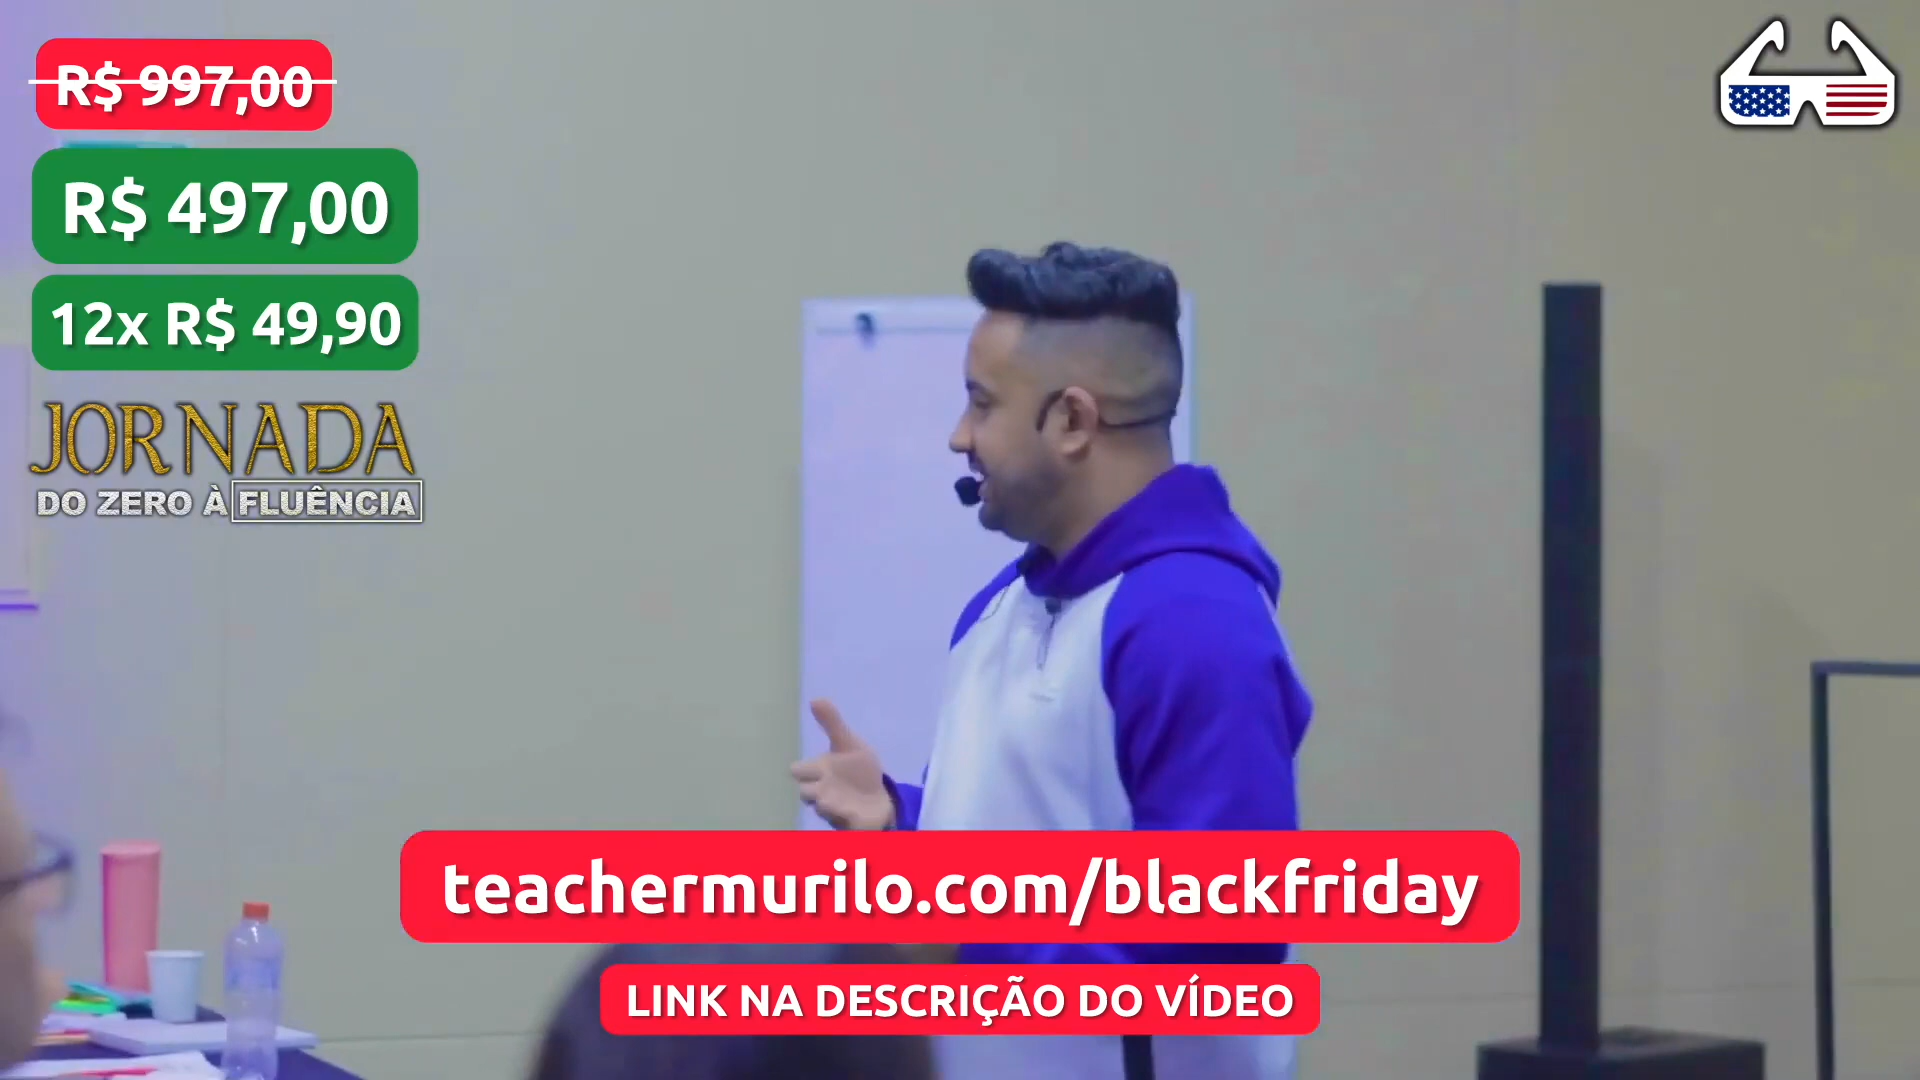 R$ 997,00
R$ 497,00
12x R$ 49,90
JORNADA
DO ZERO À FLUÊNCIA
teachermurilo.com/blackfriday
LINK NA DESCRIÇÃO DO VÍDEO